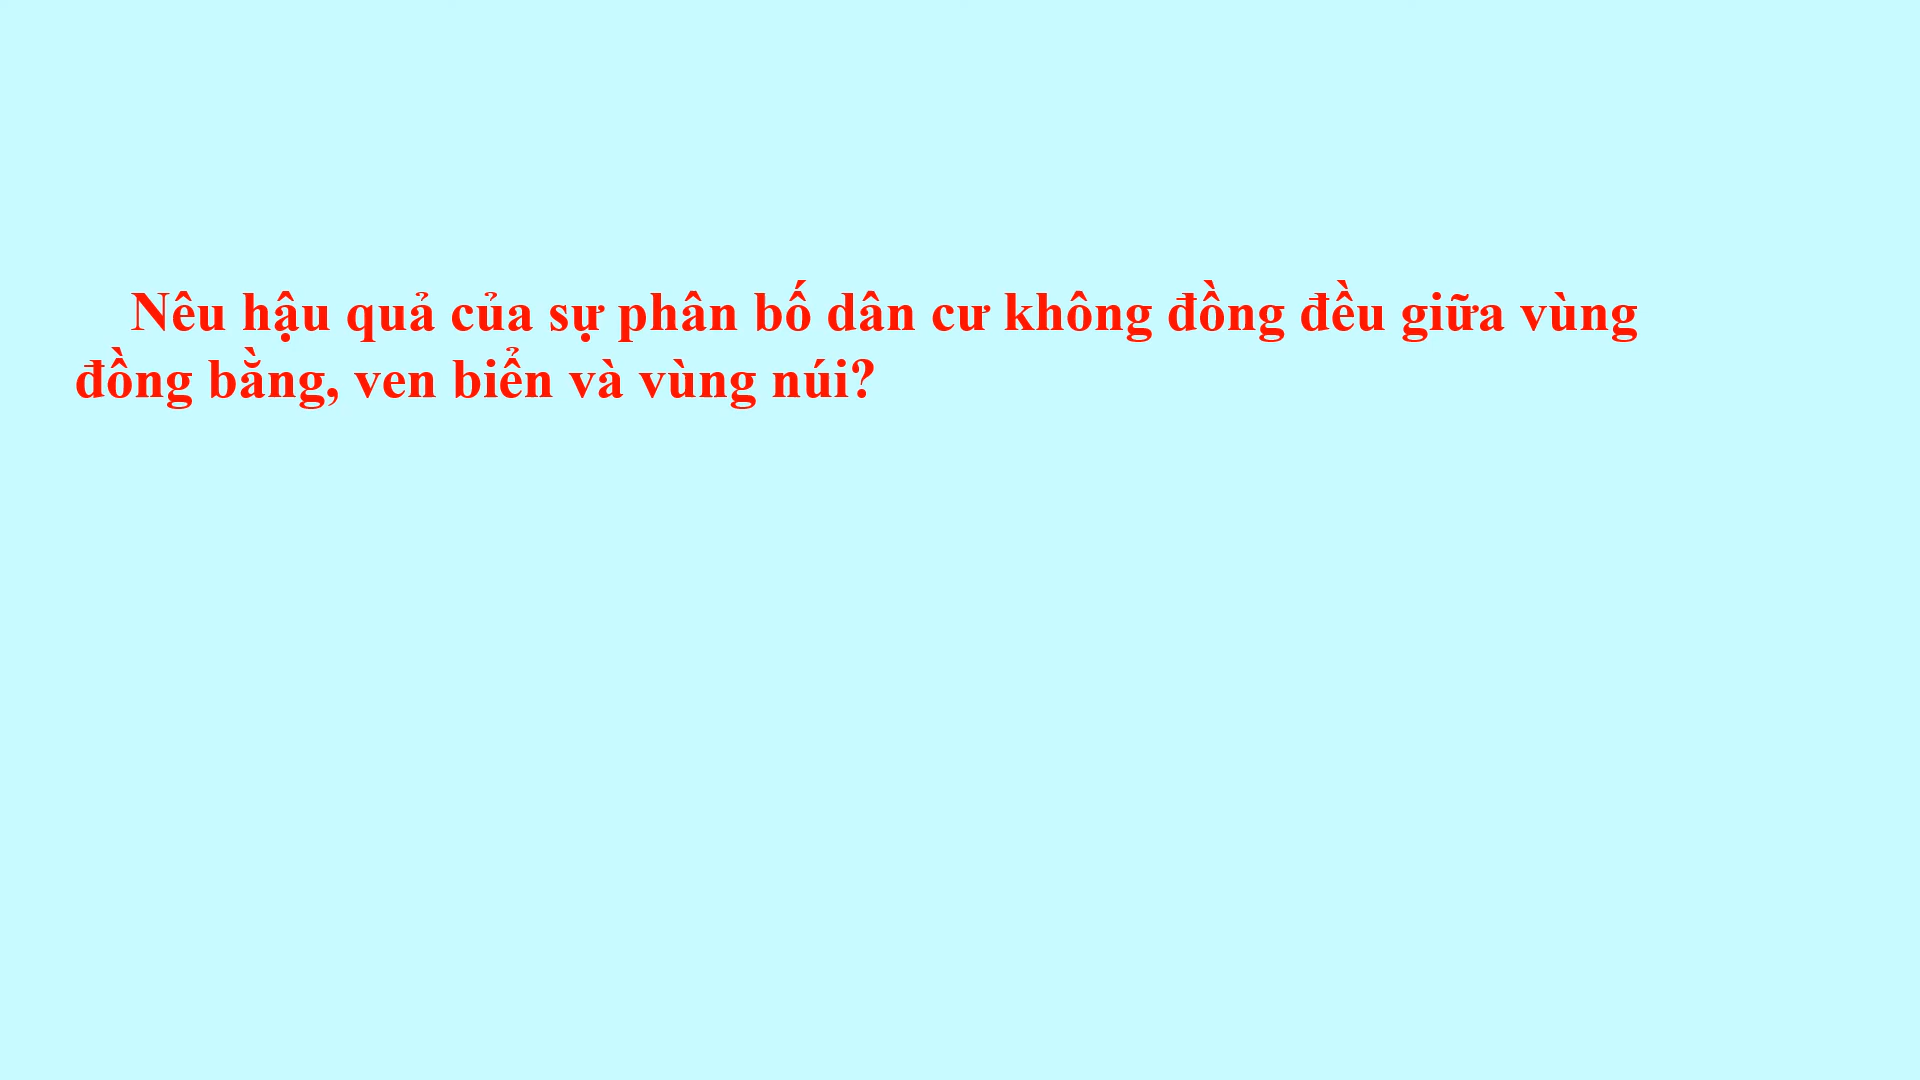 Nêu hậu quả của sự phân bố dân cư không đồng đều giữa vùng
đồng bằng, ven biển và vùng núi?